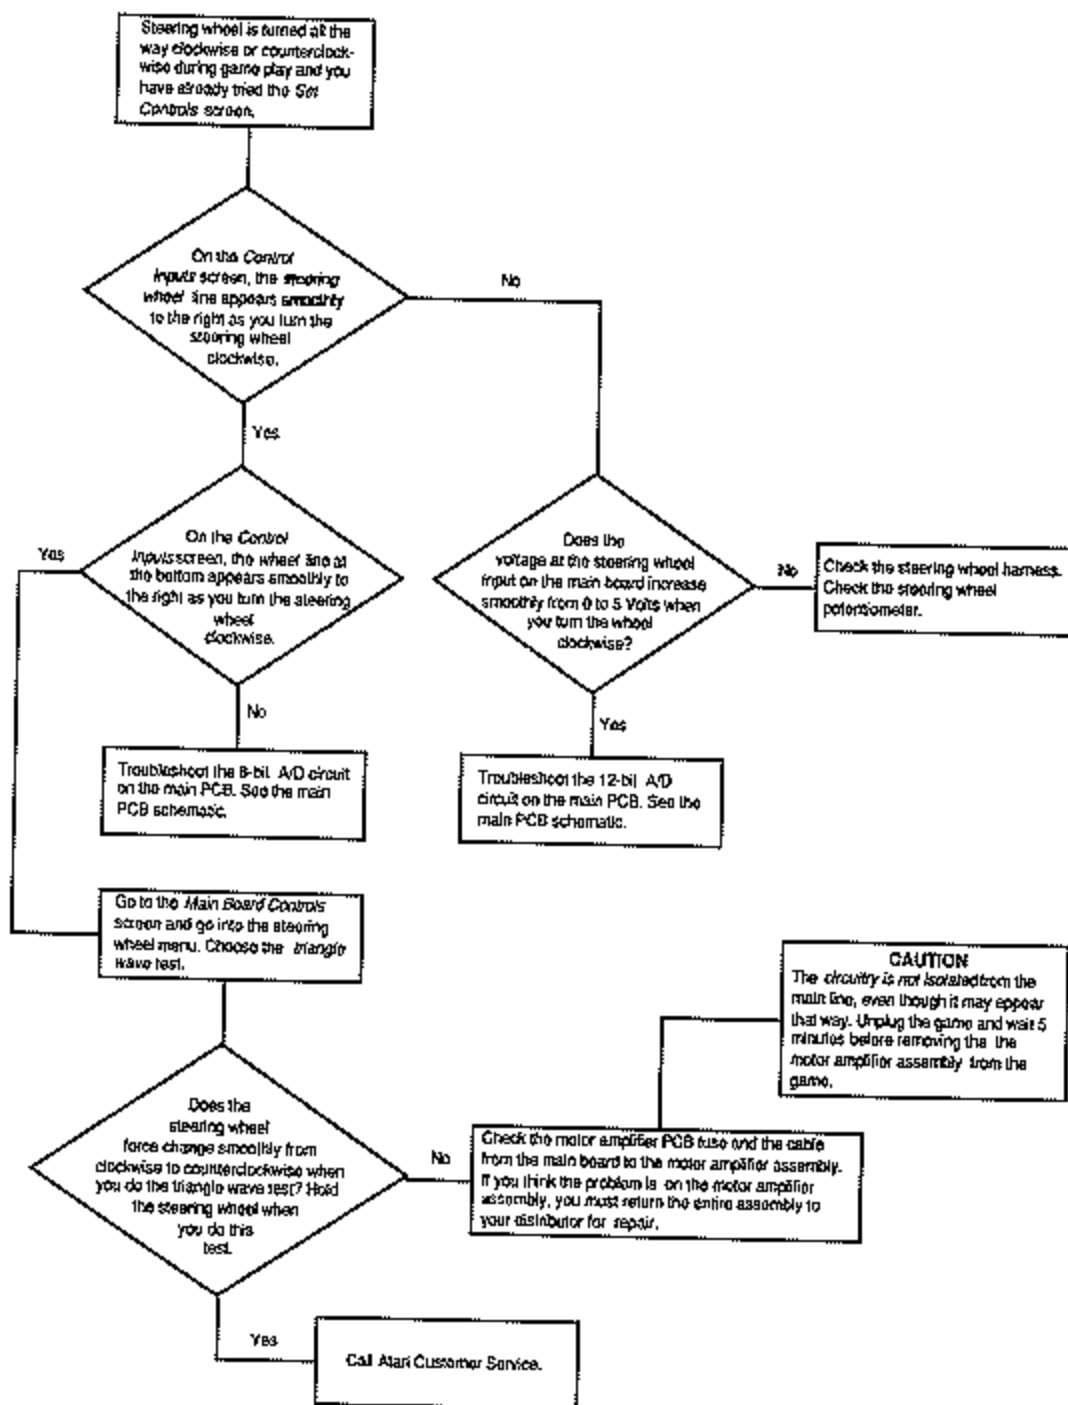 Steering wheel is turned all the
way clockwise or counterclock-
wise during game play and you
have already tried the Set
Controls screen.
On the Control
Inputs screen, the steering
wheel line appears smoothly
to the right as you turn the
steering wheel
clockwise.
No
Yes
On the Control
Inputs screen, the wheel line at
the bottom appears smoothly to
the right as you turn the steering
wheel
clockwise.
Yes
No
Does the
voltage at the steering wheel
input on the main board increase
smoothly from 0 to 5 Volts when
you turn the wheel
clockwise?
No
Check the steering wheel harness.
Check the steering wheel
potentiometer.
Yes
Troubleshoot the 8-bit A/D circuit
on the main PCB. See the main
PCB schematic.
Troubleshoot the 12-bit A/D
circuit on the main PCB. See the
main PCB schematic.
Go to the Main Board Controls
screen and go into the steering
wheel menu. Choose the triangle
wave test.
CAUTION
The circuitry is not isolated from the
main line, even though it may appear
that way. Unplug the game and wait 5
minutes before removing the the
motor amplifier assembly from the
game.
Does the
steering wheel
force change smoothly from
clockwise to counterclockwise when
you do the triangle wave test? Hold
the steering wheel when
you do this
test.
No
Check the motor amplifier PCB fuse and the cable
from the main board to the motor amplifier assembly.
If you think the problem is on the motor amplifier
assembly, you must return the entire assembly to
your distributor for repair.
Yes
Call Atari Customer Service.